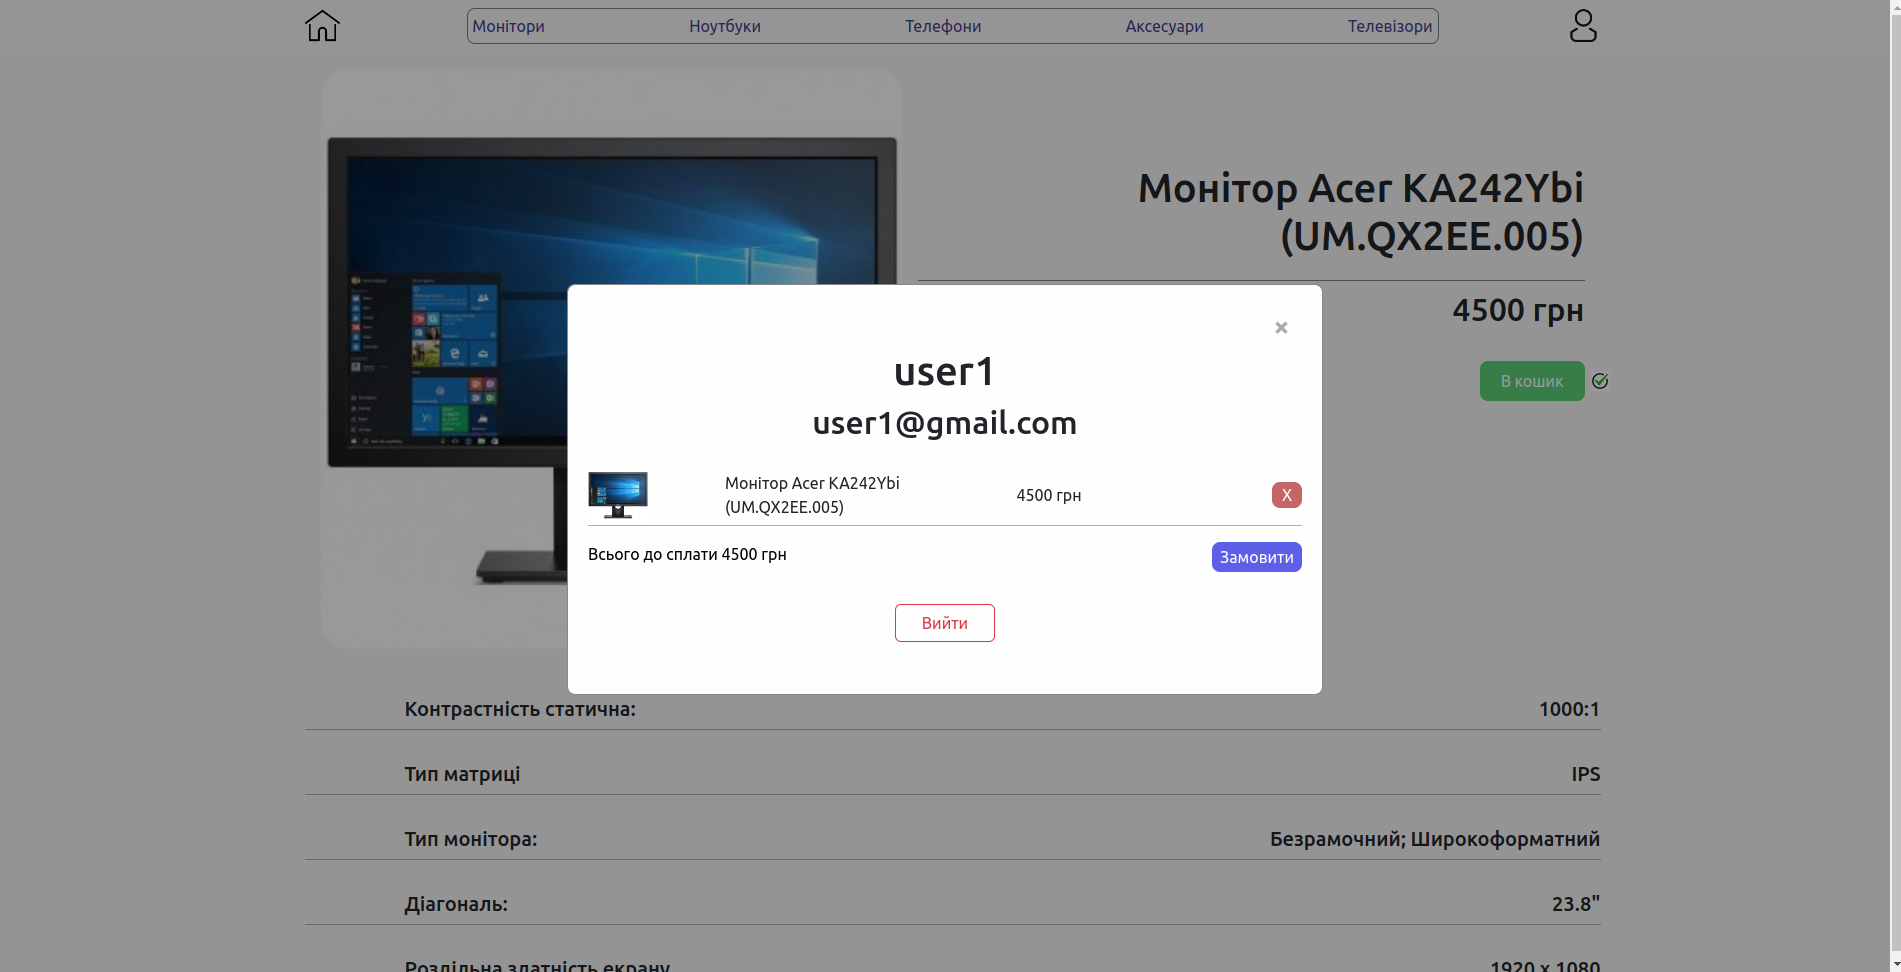 Монітори Ноутбуки Телефони Аксесуари Телевізори
Монітор Acer KA242Ybi
(UM.QX2EE.005)
4500 грн
В кошик
×
user1
user1@gmail.com
Монітор Acer KA242Ybi
(UM.QX2EE.005)
4500 грн
X
Всього до сплати 4500 грн
Замовити
Вийти
Контрастність статична: 1000:1
Тип матриці IPS
Тип монітора: Безрамочний; Широкоформатний
Діагональ: 23.8"
Роздільна здатність екрану 1920 x 1080